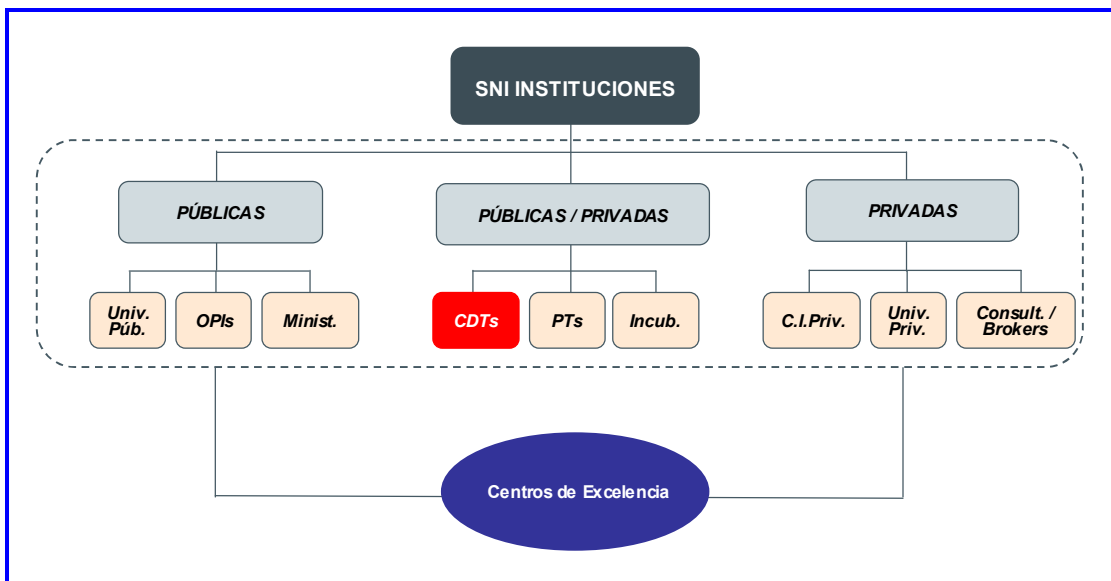 SNI INSTITUCIONES
PÚBLICAS
PÚBLICAS / PRIVADAS
PRIVADAS
Univ.
Púb.
OPIs
Minist.
CDTs
PTs
Incub.
C.I.Priv.
Univ.
Priv.
Consult. /
Brokers
Centros de Excelencia